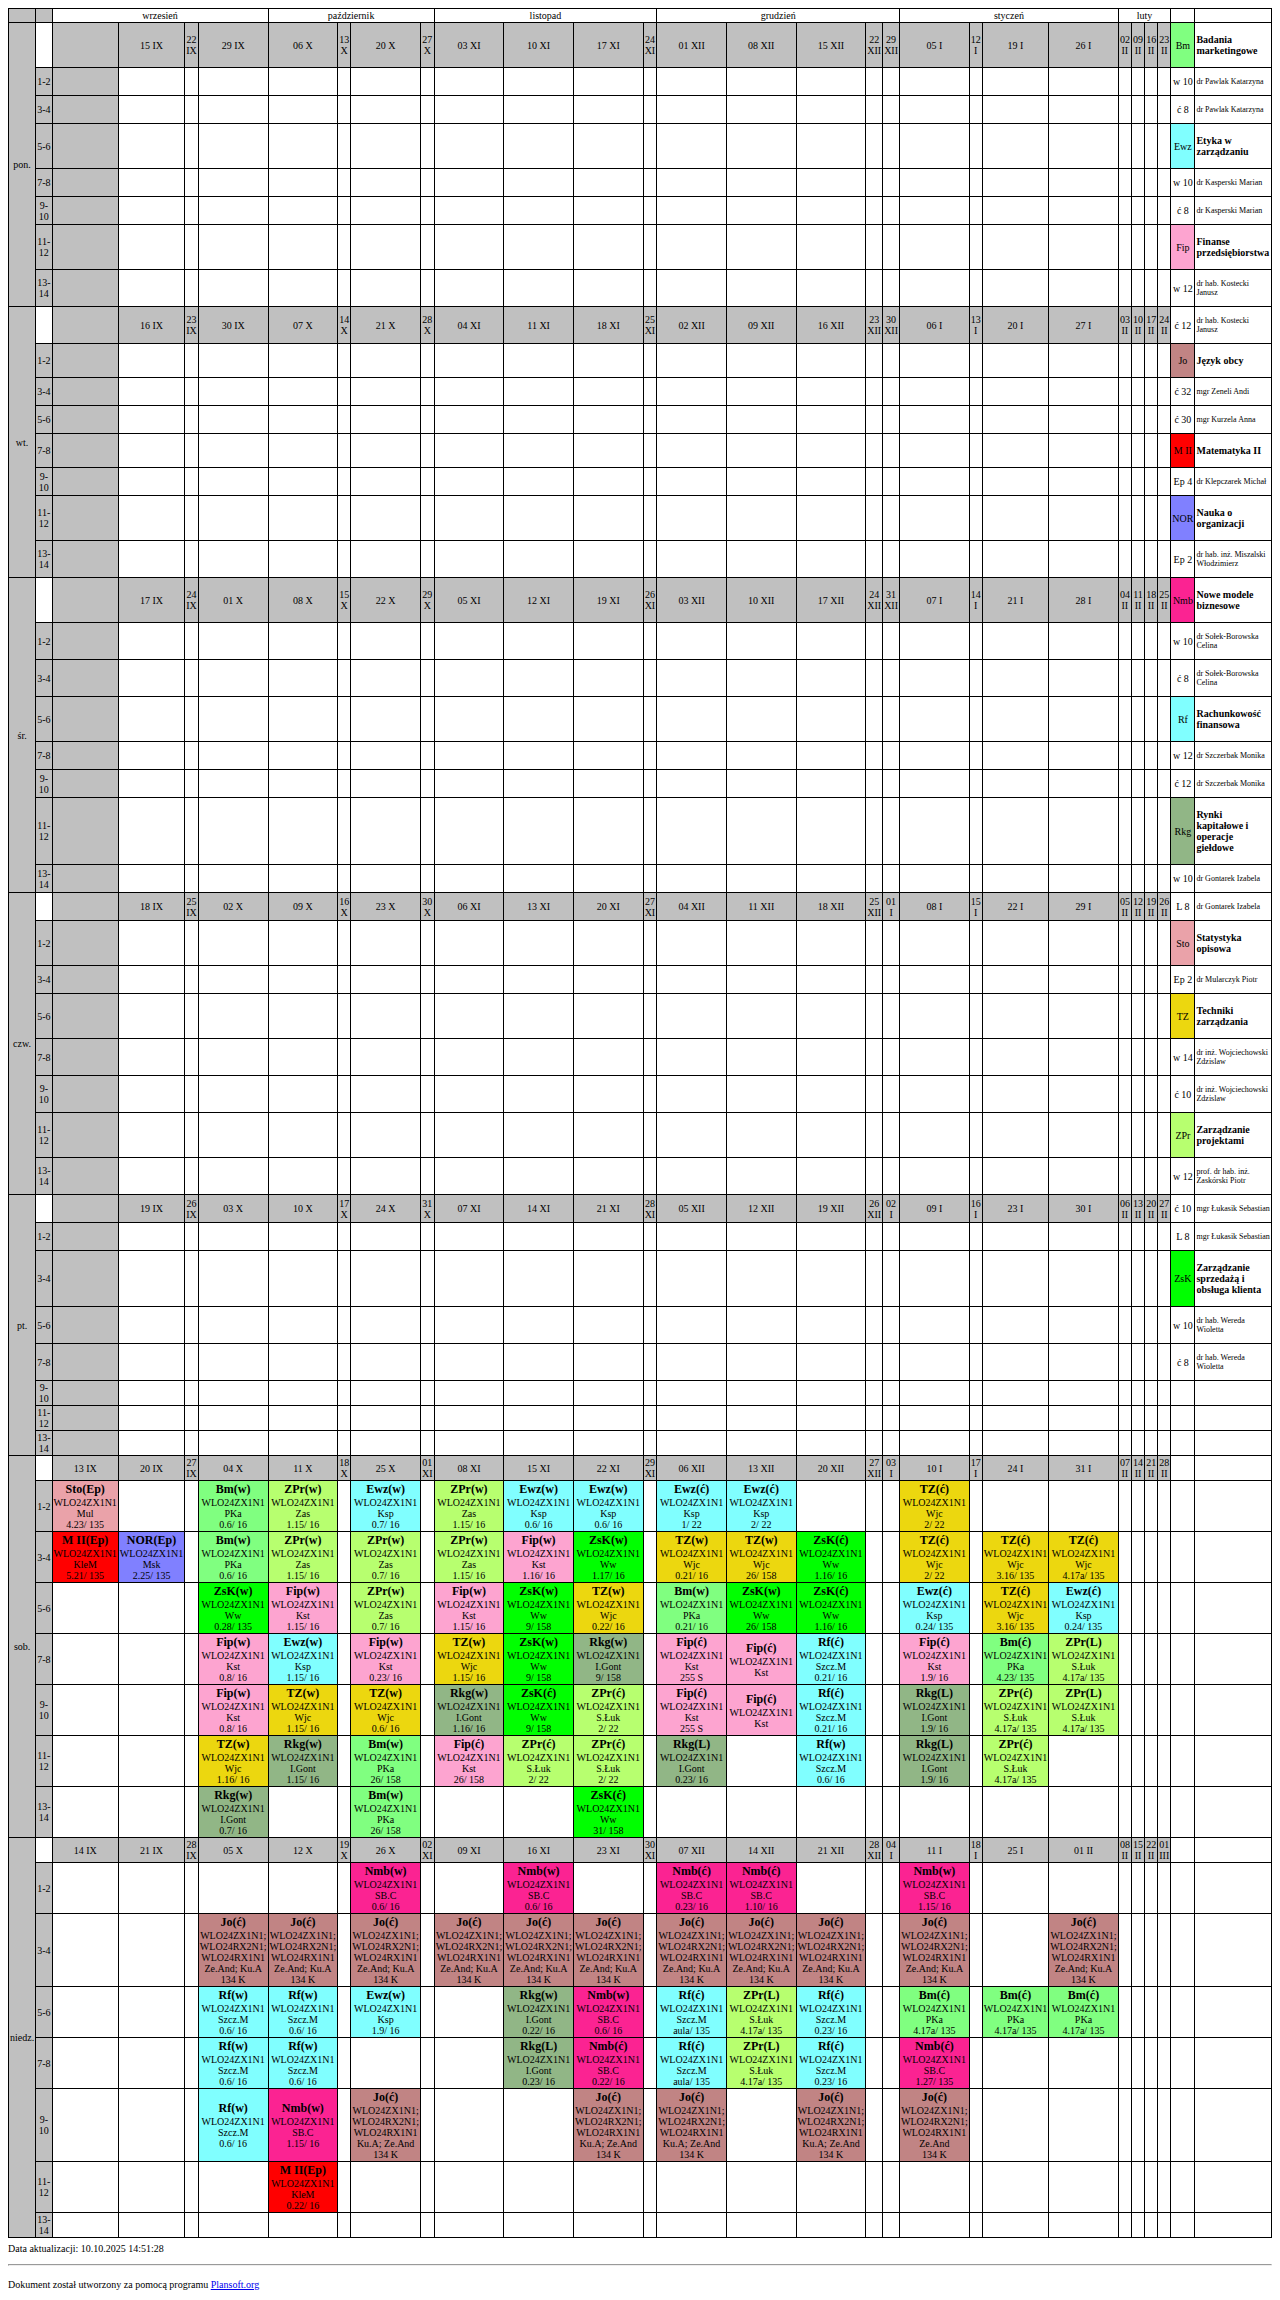 wrzesień październik listopad grudzień styczeń luty
pon. 15 IX 22 IX 29 IX 06 X 13 X 20 X 27 X 03 XI 10 XI 17 XI 24 XI 01 XII 08 XII 15 XII 22 XII 29 XII 05 I 12 I 19 I 26 I 02 II 09 II 16 II 23 II Bm Badania marketingowe
1-2 w 10 dr Pawlak Katarzyna
3-4 ć 8 dr Pawlak Katarzyna
5-6 Ewz Etyka w zarządzaniu
7-8 w 10 dr Kasperski Marian
9-10 ć 8 dr Kasperski Marian
11-12 Fip Finanse przedsiębiorstwa
13-14 w 12 dr hab. Kostecki Janusz
wt. 16 IX 23 IX 30 IX 07 X 14 X 21 X 28 X 04 XI 11 XI 18 XI 25 XI 02 XII 09 XII 16 XII 23 XII 30 XII 06 I 13 I 20 I 27 I 03 II 10 II 17 II 24 II ć 12 dr hab. Kostecki Janusz
1-2 Jo Język obcy
3-4 ć 32 mgr Zeneli Andi
5-6 ć 30 mgr Kurzela Anna
7-8 M II Matematyka II
9-10 Ep 4 dr Klepczarek Michał
11-12 NOR Nauka o organizacji
13-14 Ep 2 dr hab. inż. Miszalski Włodzimierz
śr. 17 IX 24 IX 01 X 08 X 15 X 22 X 29 X 05 XI 12 XI 19 XI 26 XI 03 XII 10 XII 17 XII 24 XII 31 XII 07 I 14 I 21 I 28 I 04 II 11 II 18 II 25 II Nmb Nowe modele biznesowe
1-2 w 10 dr Sołek-Borowska Celina
3-4 ć 8 dr Sołek-Borowska Celina
5-6 Rf Rachunkowość finansowa
7-8 w 12 dr Szczerbak Monika
9-10 ć 12 dr Szczerbak Monika
11-12 Rkg Rynki kapitałowe i operacje giełdowe
13-14 w 10 dr Gontarek Izabela
czw. 18 IX 25 IX 02 X 09 X 16 X 23 X 30 X 06 XI 13 XI 20 XI 27 XI 04 XII 11 XII 18 XII 25 XII 01 I 08 I 15 I 22 I 29 I 05 II 12 II 19 II 26 II L 8 dr Gontarek Izabela
1-2 Sto Statystyka opisowa
3-4 Ep 2 dr Mularczyk Piotr
5-6 TZ Techniki zarządzania
7-8 w 14 dr inż. Wojciechowski Zdzislaw
9-10 ć 10 dr inż. Wojciechowski Zdzislaw
11-12 ZPr Zarządzanie projektami
13-14 w 12 prof. dr hab. inż. Zaskórski Piotr
pt. 19 IX 26 IX 03 X 10 X 17 X 24 X 31 X 07 XI 14 XI 21 XI 28 XI 05 XII 12 XII 19 XII 26 XII 02 I 09 I 16 I 23 I 30 I 06 II 13 II 20 II 27 II ć 10 mgr Łukasik Sebastian
1-2 L 8 mgr Łukasik Sebastian
3-4 ZsK Zarządzanie sprzedażą i obsługa klienta
5-6 w 10 dr hab. Wereda Wioletta
7-8 ć 8 dr hab. Wereda Wioletta
9-10
11-12
13-14
sob. 13 IX 20 IX 27 IX 04 X 11 X 18 X 25 X 01 XI 08 XI 15 XI 22 XI 29 XI 06 XII 13 XII 20 XII 27 XII 03 I 10 I 17 I 24 I 31 I 07 II 14 II 21 II 28 II
1-2 Sto(Ep) Bm(w) ZPr(w) Ewz(w) ZPr(w) Ewz(w) Ewz(w) Ewz(ć) Ewz(ć) TZ(ć)
WLO24ZX1N1 WLO24ZX1N1 WLO24ZX1N1 WLO24ZX1N1 WLO24ZX1N1 WLO24ZX1N1 WLO24ZX1N1 WLO24ZX1N1 WLO24ZX1N1 WLO24ZX1N1
Mul PKa Zas Ksp Zas Ksp Ksp Ksp Ksp Wjc
4.23/ 135 0.6/ 16 1.15/ 16 0.7/ 16 1.15/ 16 0.6/ 16 0.6/ 16 1/ 22 2/ 22 2/ 22
3-4 M II(Ep) NOR(Ep) Bm(w) ZPr(w) ZPr(w) ZPr(w) Fip(w) ZsK(w) TZ(w) TZ(w) ZsK(ć) TZ(ć) TZ(ć) TZ(ć)
WLO24ZX1N1 WLO24ZX1N1 WLO24ZX1N1 WLO24ZX1N1 WLO24ZX1N1 WLO24ZX1N1 WLO24ZX1N1 WLO24ZX1N1 WLO24ZX1N1 WLO24ZX1N1 WLO24ZX1N1 WLO24ZX1N1 WLO24ZX1N1 WLO24ZX1N1
KleM Msk PKa Zas Zas Zas Kst Ww Wjc Wjc Ww Wjc Wjc Wjc
5.21/ 135 2.25/ 135 0.6/ 16 1.15/ 16 0.7/ 16 1.15/ 16 1.16/ 16 1.17/ 16 0.21/ 16 26/ 158 1.16/ 16 2/ 22 3.16/ 135 4.17a/ 135
5-6 ZsK(w) Fip(w) ZPr(w) Fip(w) ZsK(w) TZ(w) Bm(w) ZsK(w) ZsK(ć) Ewz(ć) TZ(ć) Ewz(ć)
WLO24ZX1N1 WLO24ZX1N1 WLO24ZX1N1 WLO24ZX1N1 WLO24ZX1N1 WLO24ZX1N1 WLO24ZX1N1 WLO24ZX1N1 WLO24ZX1N1 WLO24ZX1N1 WLO24ZX1N1 WLO24ZX1N1
Ww Kst Zas Kst Ww Wjc PKa Ww Ww Ksp Wjc Ksp
0.28/ 135 1.15/ 16 0.7/ 16 1.15/ 16 9/ 158 0.22/ 16 0.21/ 16 26/ 158 1.16/ 16 0.24/ 135 3.16/ 135 0.24/ 135
7-8 Fip(w) Ewz(w) Fip(w) TZ(w) ZsK(w) Rkg(w) Fip(ć) Fip(ć) Rf(ć) Fip(ć) Bm(ć) ZPr(L)
WLO24ZX1N1 WLO24ZX1N1 WLO24ZX1N1 WLO24ZX1N1 WLO24ZX1N1 WLO24ZX1N1 WLO24ZX1N1 WLO24ZX1N1 WLO24ZX1N1 WLO24ZX1N1 WLO24ZX1N1 WLO24ZX1N1
Kst Ksp Kst Wjc Ww I.Gont Kst Kst Szcz.M Kst PKa S.Łuk
0.8/ 16 1.15/ 16 0.23/ 16 1.15/ 16 9/ 158 9/ 158 255 S 0.21/ 16 1.9/ 16 4.23/ 135 4.17a/ 135
9-10 Fip(w) TZ(w) TZ(w) Rkg(w) ZsK(ć) ZPr(ć) Fip(ć) Fip(ć) Rf(ć) Rkg(L) ZPr(ć) ZPr(L)
WLO24ZX1N1 WLO24ZX1N1 WLO24ZX1N1 WLO24ZX1N1 WLO24ZX1N1 WLO24ZX1N1 WLO24ZX1N1 WLO24ZX1N1 WLO24ZX1N1 WLO24ZX1N1 WLO24ZX1N1 WLO24ZX1N1
Kst Wjc Wjc I.Gont Ww S.Łuk Kst Kst Szcz.M I.Gont S.Łuk S.Łuk
0.8/ 16 1.15/ 16 0.6/ 16 1.16/ 16 9/ 158 2/ 22 255 S 0.21/ 16 1.9/ 16 4.17a/ 135 4.17a/ 135
11-12 TZ(w) Rkg(w) Bm(w) Fip(ć) ZPr(ć) ZPr(ć) Rkg(L) Rf(w) Rkg(L) ZPr(ć)
WLO24ZX1N1 WLO24ZX1N1 WLO24ZX1N1 WLO24ZX1N1 WLO24ZX1N1 WLO24ZX1N1 WLO24ZX1N1 WLO24ZX1N1 WLO24ZX1N1 WLO24ZX1N1
Wjc I.Gont PKa Kst S.Łuk S.Łuk I.Gont Szcz.M I.Gont S.Łuk
1.16/ 16 1.15/ 16 26/ 158 26/ 158 2/ 22 2/ 22 0.23/ 16 0.6/ 16 1.9/ 16 4.17a/ 135
13-14 Rkg(w) Bm(w) ZsK(ć)
WLO24ZX1N1 WLO24ZX1N1 WLO24ZX1N1
I.Gont PKa Ww
0.7/ 16 26/ 158 31/ 158
niedz. 14 IX 21 IX 28 IX 05 X 12 X 19 X 26 X 02 XI 09 XI 16 XI 23 XI 30 XI 07 XII 14 XII 21 XII 28 XII 04 I 11 I 18 I 25 I 01 II 08 II 15 II 22 II 01 III
1-2 Nmb(w) Nmb(w) Nmb(ć) Nmb(ć) Nmb(w)
WLO24ZX1N1 WLO24ZX1N1 WLO24ZX1N1 WLO24ZX1N1 WLO24ZX1N1
SB.C SB.C SB.C SB.C SB.C
0.6/ 16 0.6/ 16 0.23/ 16 1.10/ 16 1.15/ 16
3-4 Jo(ć) Jo(ć) Jo(ć) Jo(ć) Jo(ć) Jo(ć) Jo(ć) Jo(ć) Jo(ć) Jo(ć) Jo(ć)
WLO24ZX1N1; WLO24ZX1N1; WLO24ZX1N1; WLO24ZX1N1; WLO24ZX1N1; WLO24ZX1N1; WLO24ZX1N1; WLO24ZX1N1; WLO24ZX1N1; WLO24ZX1N1; WLO24ZX1N1;
WLO24RX2N1; WLO24RX2N1; WLO24RX2N1; WLO24RX2N1; WLO24RX2N1; WLO24RX2N1; WLO24RX2N1; WLO24RX2N1; WLO24RX2N1; WLO24RX2N1; WLO24RX2N1;
WLO24RX1N1 WLO24RX1N1 WLO24RX1N1 WLO24RX1N1 WLO24RX1N1 WLO24RX1N1 WLO24RX1N1 WLO24RX1N1 WLO24RX1N1 WLO24RX1N1 WLO24RX1N1
Ze.And; Ku.A Ze.And; Ku.A Ze.And; Ku.A Ze.And; Ku.A Ze.And; Ku.A Ze.And; Ku.A Ze.And; Ku.A Ze.And; Ku.A Ze.And; Ku.A Ze.And; Ku.A Ze.And; Ku.A
134 K 134 K 134 K 134 K 134 K 134 K 134 K 134 K 134 K 134 K 134 K
5-6 Rf(w) Rf(w) Ewz(w) Rkg(w) Nmb(w) Rf(ć) ZPr(L) Rf(ć) Bm(ć) Bm(ć) Bm(ć)
WLO24ZX1N1 WLO24ZX1N1 WLO24ZX1N1 WLO24ZX1N1 WLO24ZX1N1 WLO24ZX1N1 WLO24ZX1N1 WLO24ZX1N1 WLO24ZX1N1 WLO24ZX1N1 WLO24ZX1N1
Szcz.M Szcz.M Ksp I.Gont SB.C Szcz.M S.Łuk Szcz.M PKa PKa PKa
0.6/ 16 0.6/ 16 1.9/ 16 0.22/ 16 0.6/ 16 aula/ 135 4.17a/ 135 0.23/ 16 4.17a/ 135 4.17a/ 135 4.17a/ 135
7-8 Rf(w) Rf(w) Rkg(L) Nmb(ć) Rf(ć) ZPr(L) Rf(ć) Nmb(ć)
WLO24ZX1N1 WLO24ZX1N1 WLO24ZX1N1 WLO24ZX1N1 WLO24ZX1N1 WLO24ZX1N1 WLO24ZX1N1 WLO24ZX1N1
Szcz.M Szcz.M I.Gont SB.C Szcz.M S.Łuk Szcz.M SB.C
0.6/ 16 0.6/ 16 0.23/ 16 0.22/ 16 aula/ 135 4.17a/ 135 0.23/ 16 1.27/ 135
9-10 Rf(w) Nmb(w) Jo(ć) Jo(ć) Jo(ć) Jo(ć) Jo(ć)
WLO24ZX1N1 WLO24ZX1N1 WLO24ZX1N1; WLO24ZX1N1; WLO24ZX1N1; WLO24ZX1N1; WLO24ZX1N1;
WLO24RX2N1; WLO24RX2N1; WLO24RX2N1; WLO24RX2N1; WLO24RX2N1;
WLO24RX1N1 WLO24RX1N1 WLO24RX1N1 WLO24RX1N1 WLO24RX1N1
Szcz.M SB.C Ku.A; Ze.And Ku.A; Ze.And Ku.A; Ze.And Ku.A; Ze.And Ze.And
0.6/ 16 1.15/ 16 134 K 134 K 134 K 134 K 134 K
11-12 M II(Ep)
WLO24ZX1N1
KleM
0.22/ 16
13-14
Data aktualizacji: 10.10.2025 14:51:28
Dokument został utworzony za pomocą programu Plansoft.org